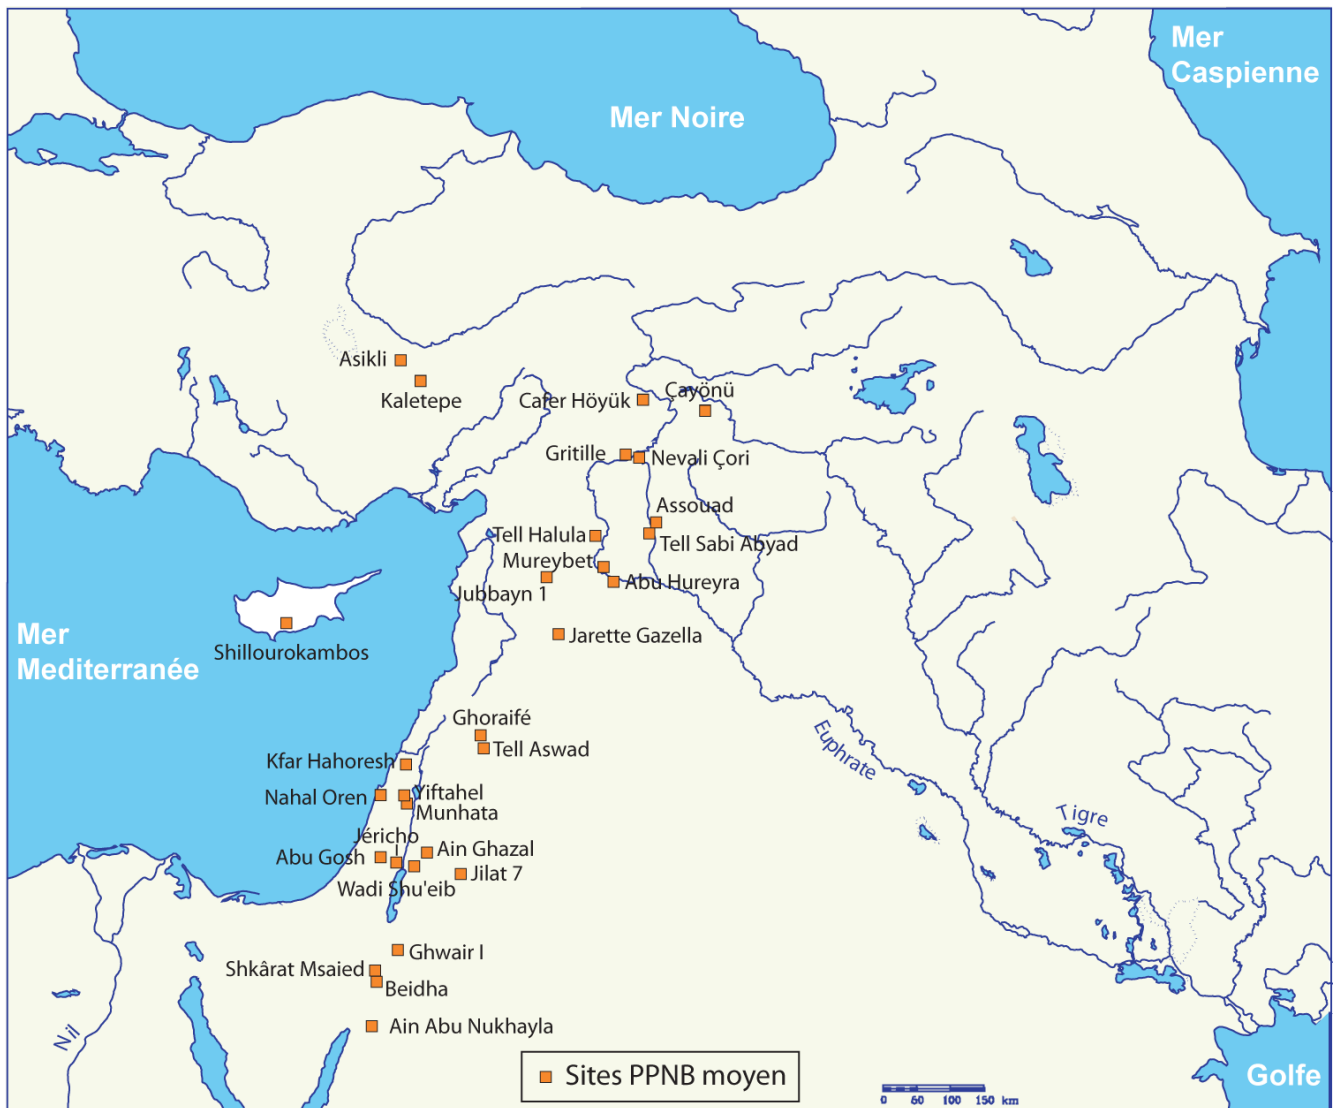 Mer
Caspienne
Mer Noire
Asikli
Kaletepe
Cafer Höyük
Çayönü
Gritille
Nevali Çori
Assouad
Tell Halula
Tell Sabi Abyad
Mureybet
Abu Hureyra
Jubbayn 1
Jarette Gazella
Mer
Mediterranée
Shillourokambos
Ghoraifé
Tell Aswad
Euphrate
Kfar Hahoresh
Nahal Oren
Yiftahel
Munhata
Tigre
Jéricho
Abu Gosh
Ain Ghazal
Jilat 7
Wadi Shu'eib
Ghwair I
Shkârat Msaied
Beidha
Ain Abu Nukhayla
Nil
Sites PPNB moyen
0 50 100 150 km
Golfe